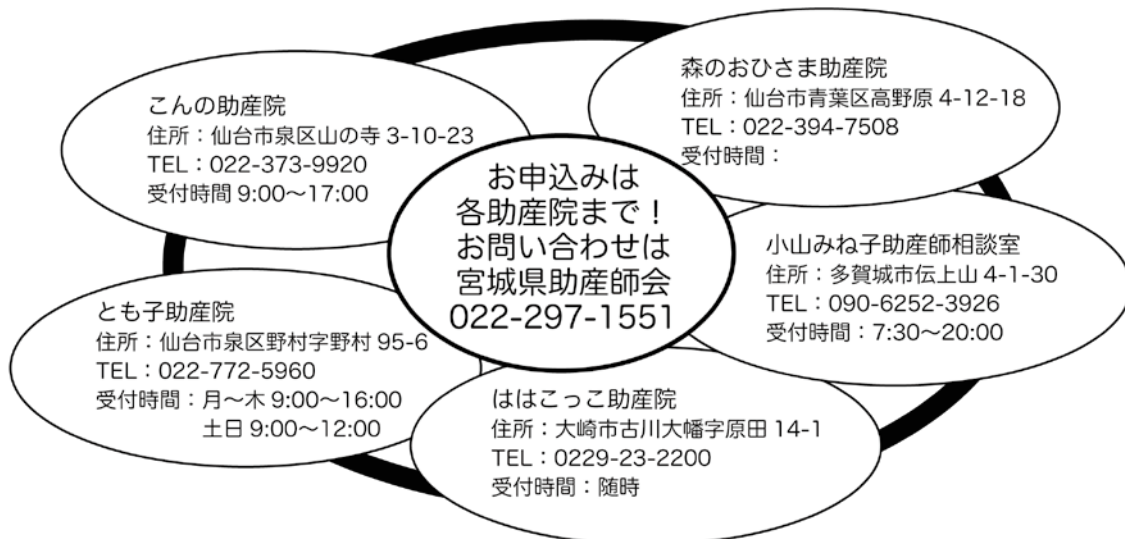 こんの助産院
住所：仙台市泉区山の寺 3-10-23
TEL：022-373-9920
受付時間 9:00〜17:00
森のおひさま助産院
住所：仙台市青葉区高野原 4-12-18
TEL：022-394-7508
受付時間：
お申込みは
各助産院まで！
お問い合わせは
宮城県助産師会
022-297-1551
小山みね子助産師相談室
住所：多賀城市伝上山 4-1-30
TEL：090-6252-3926
受付時間：7:30〜20:00
とも子助産院
住所：仙台市泉区野村字野村 95-6
TEL：022-772-5960
受付時間：月〜木 9:00〜16:00
土日 9:00〜12:00
ははこっこ助産院
住所：大崎市古川大幡字原田 14-1
TEL：0229-23-2200
受付時間：随時